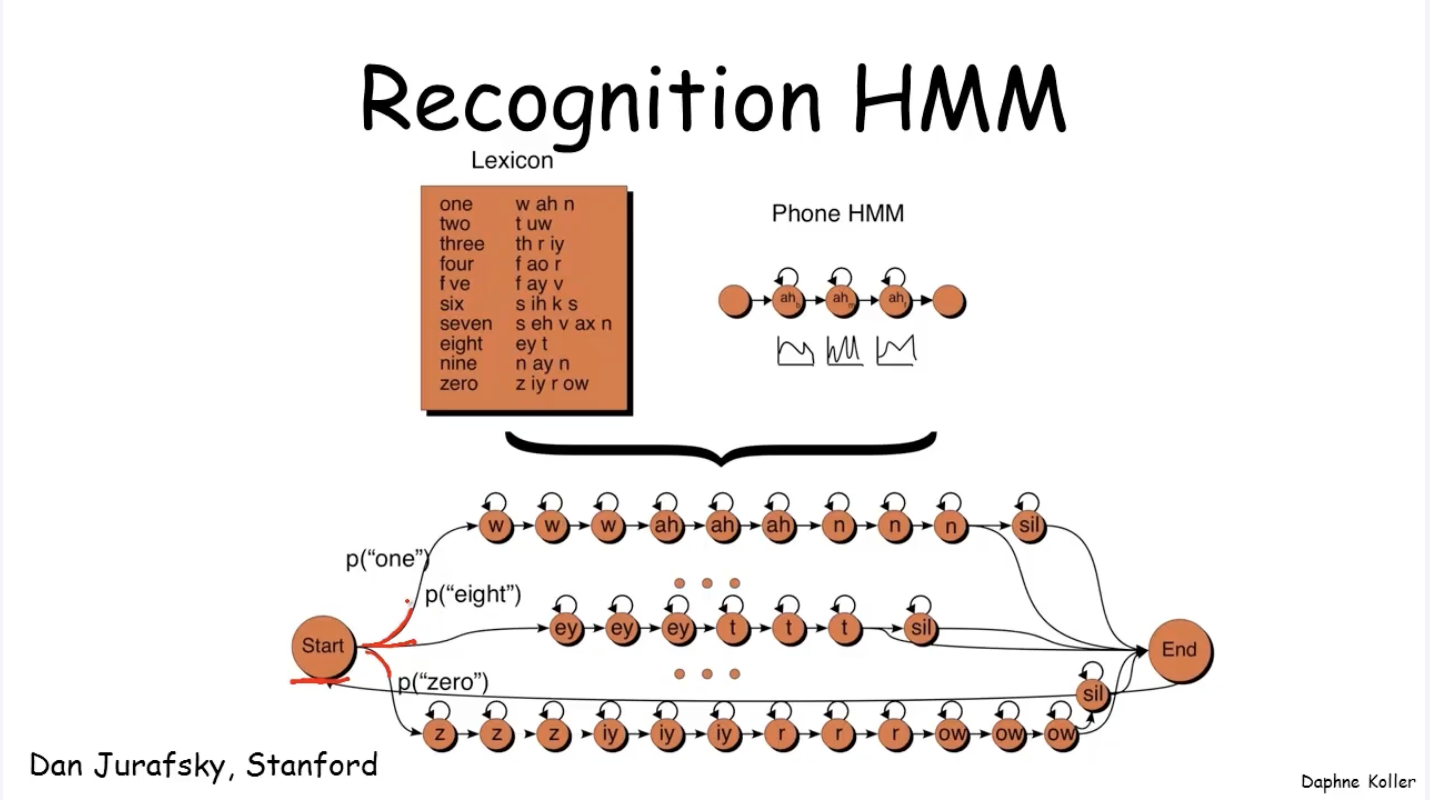 Recognition HMM
Lexicon
one w ah n
two t uw
three th r iy
four f ao r
f ve f ay v
six s ih k s
seven s eh v ax n
eight ey t
nine n ay n
zero z iy r ow
Phone HMM
ah b ah m ah f
w w w ah ah ah n n n sil
p("one")
p("eight")
ey ey ey t t t sil
Start
End
p("zero")
sil
z z z iy iy iy r r r ow ow ow
Dan Jurafsky, Stanford
Daphne Koller